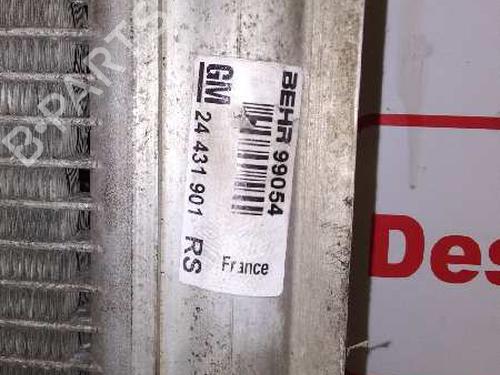 BEHR 99054
GM 24 431 901 RS
France
Des
B-PARTS